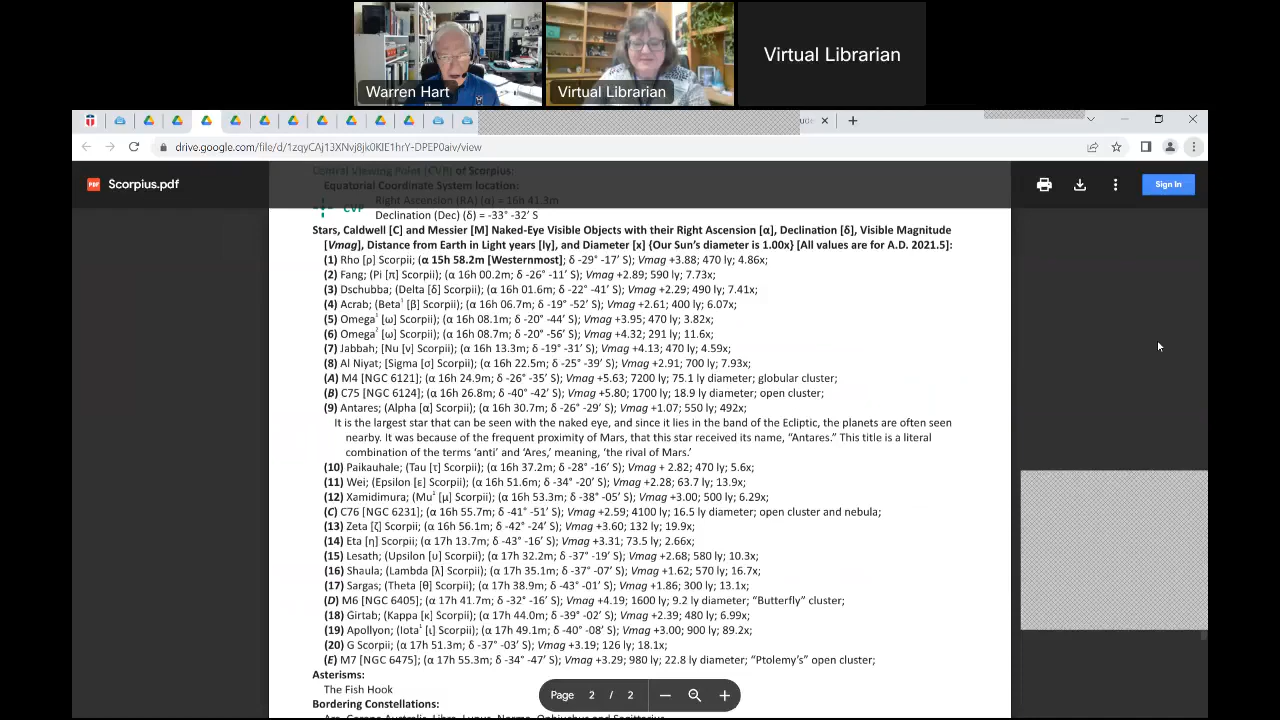 Warren Hart
Virtual Librarian
Virtual Librarian
drive.google.com/file/d/1zqyCAj13XNvj8jk0KIE1hrY-DPEP0aiv/view
Scorpius.pdf
Sign In
Central Viewing Point (CVP) of Scorpius:
Equatorial Coordinate System location:
Right Ascension (RA) (α) = 16h 41.3m
CVP
Declination (Dec) (δ) = -33° -32’ S
Stars, Caldwell [C] and Messier [M] Naked-Eye Visible Objects with their Right Ascension [α], Declination [δ], Visible Magnitude
[Vmag], Distance from Earth in Light years [ly], and Diameter [x] {Our Sun’s diameter is 1.00x} [All values are for A.D. 2021.5]:
(1) Rho [ρ] Scorpii; (α 15h 58.2m [Westernmost]; δ -29° -17’ S); Vmag +3.88; 470 ly; 4.86x;
(2) Fang; (Pi [π] Scorpii); (α 16h 00.2m; δ -26° -11’ S); Vmag +2.89; 590 ly; 7.73x;
(3) Dschubba; (Delta [δ] Scorpii); (α 16h 01.6m; δ -22° -41’ S); Vmag +2.29; 490 ly; 7.41x;
(4) Acrab; (Beta¹ [β] Scorpii); (α 16h 06.7m; δ -19° -52’ S); Vmag +2.61; 400 ly; 6.07x;
(5) Omega¹ [ω] Scorpii; (α 16h 08.1m; δ -20° -44’ S); Vmag +3.95; 470 ly; 3.82x;
(6) Omega² [ω] Scorpii; (α 16h 08.7m; δ -20° -56’ S); Vmag +4.32; 291 ly; 11.6x;
(7) Jabbah; [Nu [ν] Scorpii); (α 16h 13.3m; δ -19° -31’ S); Vmag +4.13; 470 ly; 4.59x;
(8) Al Niyat; [Sigma [σ] Scorpii); (α 16h 22.5m; δ -25° -39’ S); Vmag +2.91; 700 ly; 7.93x;
(A) M4 [NGC 6121]; (α 16h 24.9m; δ -26° -35’ S); Vmag +5.63; 7200 ly; 75.1 ly diameter; globular cluster;
(B) C75 [NGC 6124]; (α 16h 26.8m; δ -40° -42’ S); Vmag +5.80; 1700 ly; 18.9 ly diameter; open cluster;
(9) Antares; (Alpha [α] Scorpii); (α 16h 30.7m; δ -26° -29’ S); Vmag +1.07; 550 ly; 492x;
It is the largest star that can be seen with the naked eye, and since it lies in the band of the Ecliptic, the planets are often seen
nearby. It was because of the frequent proximity of Mars, that this star received its name, “Antares.” This title is a literal
combination of the terms ‘anti’ and ‘Ares,’ meaning, ‘the rival of Mars.’
(10) Paikauhale; (Tau [τ] Scorpii); (α 16h 37.2m; δ -28° -16’ S); Vmag + 2.82; 470 ly; 5.6x;
(11) Wei; (Epsilon [ε] Scorpii); (α 16h 51.6m; δ -34° -20’ S); Vmag +2.28; 63.7 ly; 13.9x;
(12) Xamidimura; (Mu¹ [μ] Scorpii); (α 16h 53.3m; δ -38° -05’ S); Vmag +3.00; 500 ly; 6.29x;
(C) C76 [NGC 6231]; (α 16h 55.7m; δ -41° -51’ S); Vmag +2.59; 4100 ly; 16.5 ly diameter; open cluster and nebula;
(13) Zeta [ζ] Scorpii; (α 16h 56.1m; δ -42° -24’ S); Vmag +3.60; 132 ly; 19.9x;
(14) Eta [η] Scorpii; (α 17h 13.7m; δ -43° -16’ S); Vmag +3.31; 73.5 ly; 2.66x;
(15) Lesath; (Upsilon [υ] Scorpii); (α 17h 32.2m; δ -37° -19’ S); Vmag +2.68; 580 ly; 10.3x;
(16) Shaula; (Lambda [λ] Scorpii); (α 17h 35.1m; δ -37° -07’ S); Vmag +1.62; 570 ly; 16.7x;
(17) Sargas; (Theta [θ] Scorpii); (α 17h 38.9m; δ -43° -01’ S); Vmag +1.86; 300 ly; 13.1x;
(D) M6 [NGC 6405]; (α 17h 41.7m; δ -32° -16’ S); Vmag +4.19; 1600 ly; 9.2 ly diameter; “Butterfly” cluster;
(18) Girtab; (Kappa [κ] Scorpii); (α 17h 44.0m; δ -39° -02’ S); Vmag +2.39; 480 ly; 6.99x;
(19) Apollyon; (Iota¹ [ι] Scorpii); (α 17h 49.1m; δ -40° -08’ S); Vmag +3.00; 900 ly; 89.2x;
(20) G Scorpii; (α 17h 51.3m; δ -37° -03’ S); Vmag +3.19; 126 ly; 18.1x;
(E) M7 [NGC 6475]; (α 17h 55.3m; δ -34° -47’ S); Vmag +3.29; 980 ly; 22.8 ly diameter; “Ptolemy’s” open cluster;
Asterisms:
The Fish Hook
Page 2 / 2
Bordering Constellations:
Ara, Corona Australis, Libra, Lupus, Norma, Ophiuchus and Sagittarius